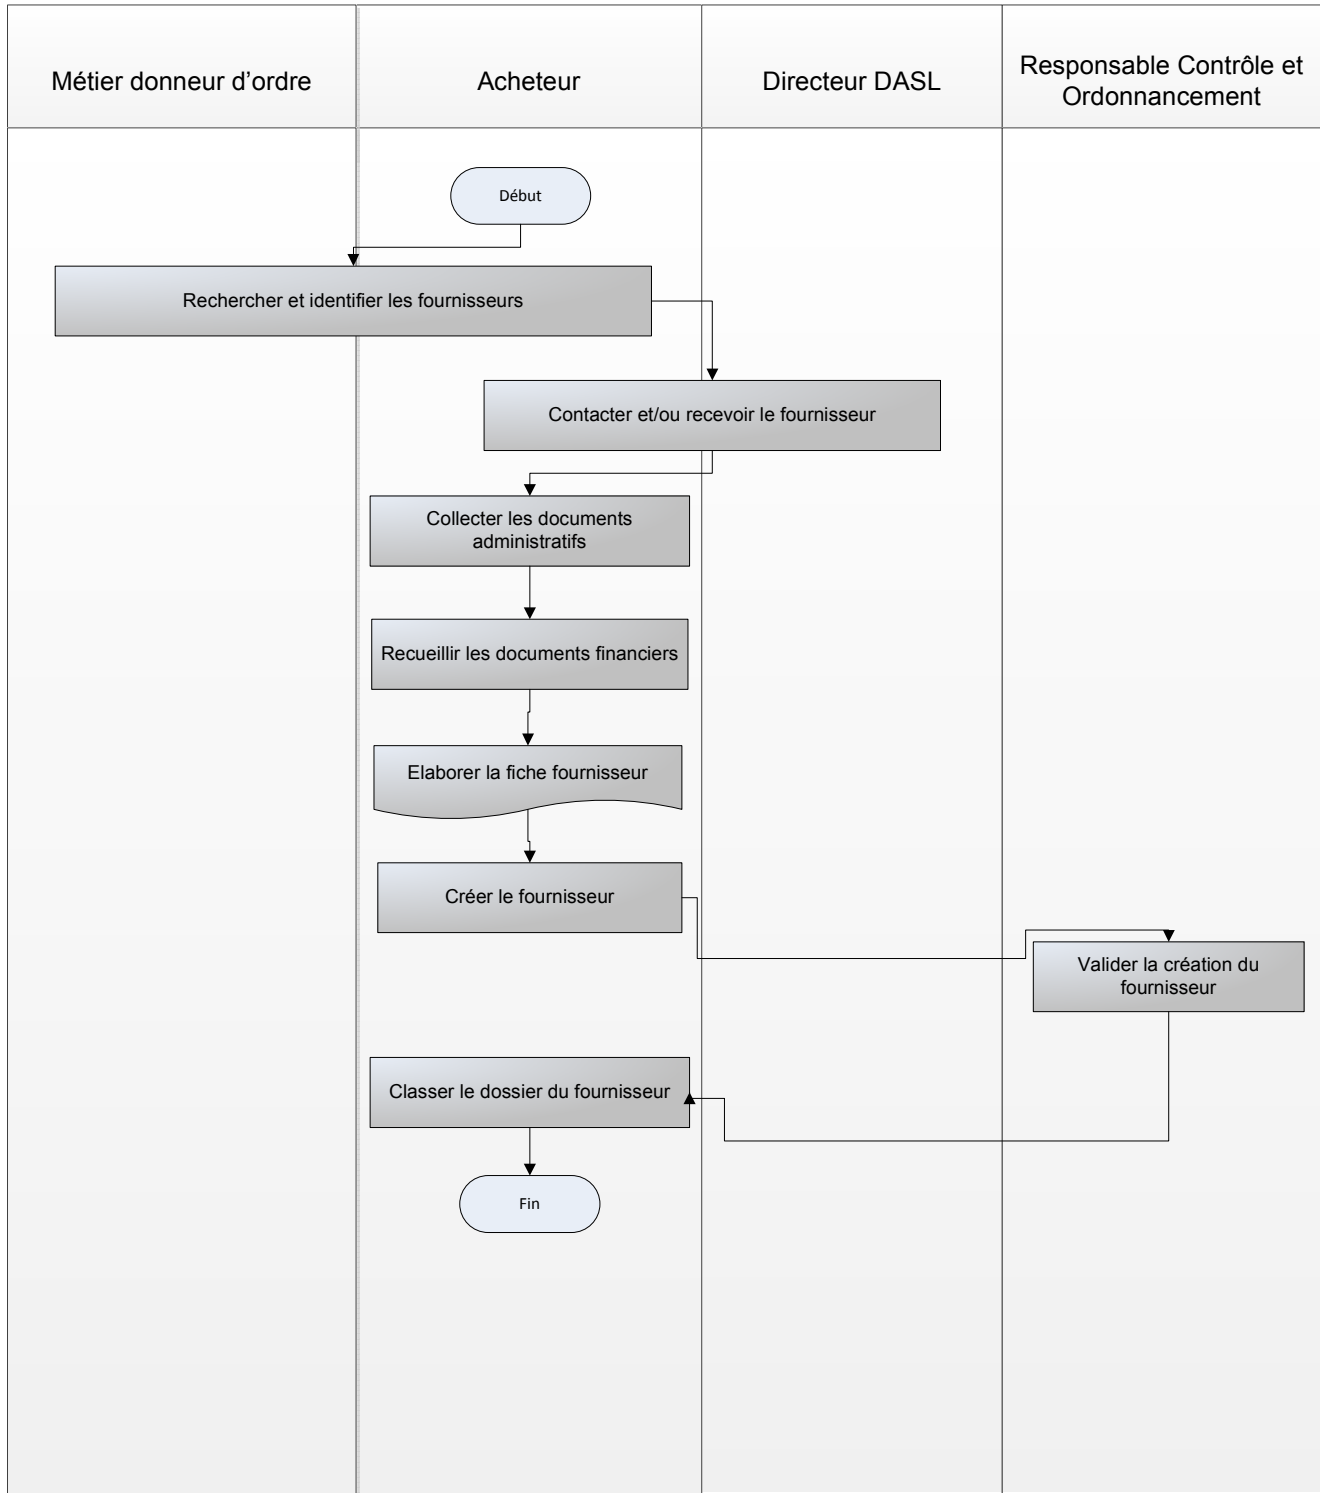 Métier donneur d'ordre
Acheteur
Directeur DASL
Responsable Contrôle et
Ordonnancement
Début
Rechercher et identifier les fournisseurs
Contacter et/ou recevoir le fournisseur
Collecter les documents
administratifs
Recueillir les documents financiers
Elaborer la fiche fournisseur
Créer le fournisseur
Valider la création du
fournisseur
Classer le dossier du fournisseur
Fin